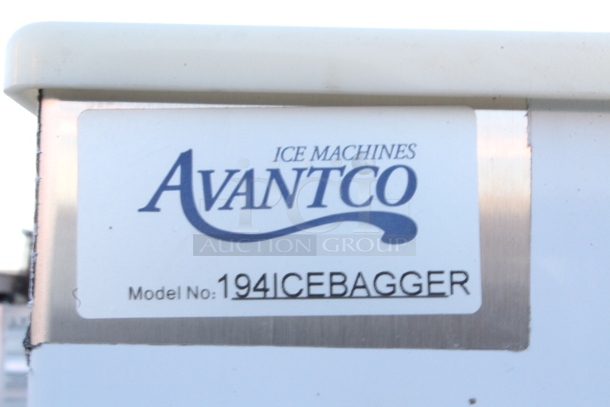 ICE MACHINES
AVANTCO
AUCTION GROUP
Model No: 194ICEBAGGER